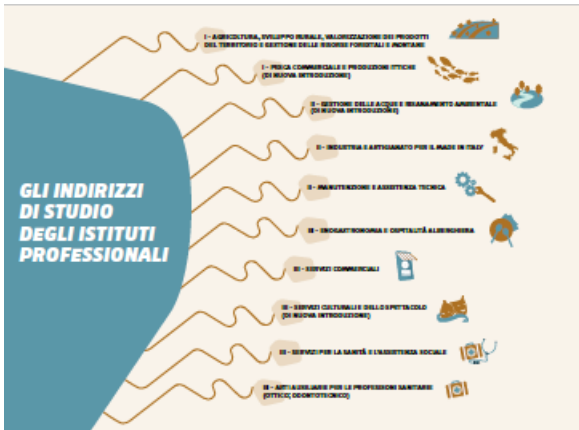 I - AGRICOLTURA, SVILUPPO RURALE, VALORIZZAZIONE DEI PRODOTTI
DEL TERRITORIO E GESTIONE DELLE RISORSE FORESTALI E MONTANE
I - PESCA COMMERCIALE E PRODUZIONI ITTICHE
(DI NUOVA INTRODUZIONE)
II - GESTIONE DELLE ACQUE E RISANAMENTO AMBIENTALE
(DI NUOVA INTRODUZIONE)
II - INDUSTRIA E ARTIGIANATO PER IL MADE IN ITALY
GLI INDIRIZZI
DI STUDIO
DEGLI ISTITUTI
PROFESSIONALI
II - MANUTENZIONE E ASSISTENZA TECNICA
III - ENOGASTRONOMIA E OSPITALITÀ ALBERGHIERA
III - SERVIZI COMMERCIALI
III - SERVIZI CULTURALI E DELLO SPETTACOLO
(DI NUOVA INTRODUZIONE)
III - SERVIZI PER LA SANITÀ E L'ASSISTENZA SOCIALE
III - ARTI AUSILIARIE PER LE PROFESSIONI SANITARIE
(OTTICO; ODONTOTECNICO)